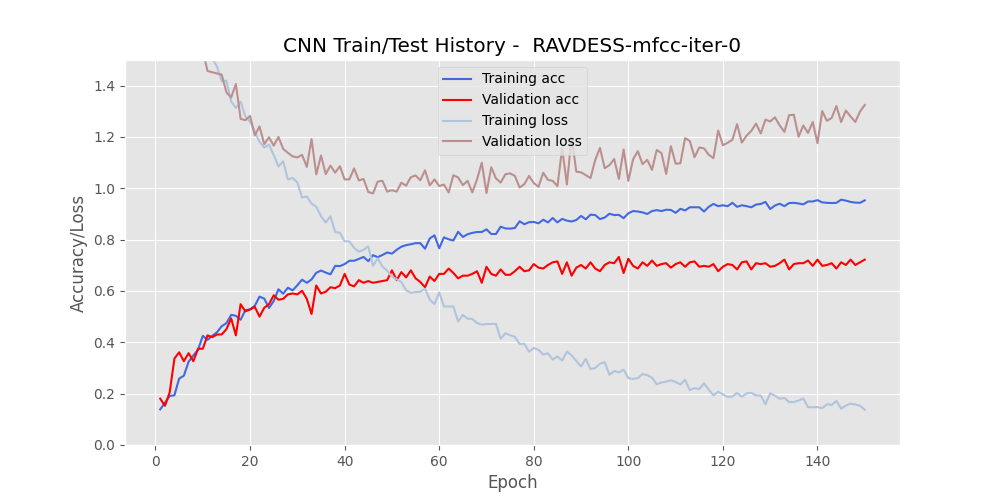 CNN Train/Test History -  RAVDESS-mfcc-iter-0
Accuracy/Loss
1.4
1.2
1.0
0.8
0.6
0.4
0.2
0.0
Training acc
Validation acc
Training loss
Validation loss
0 20 40 60 80 100 120 140
Epoch